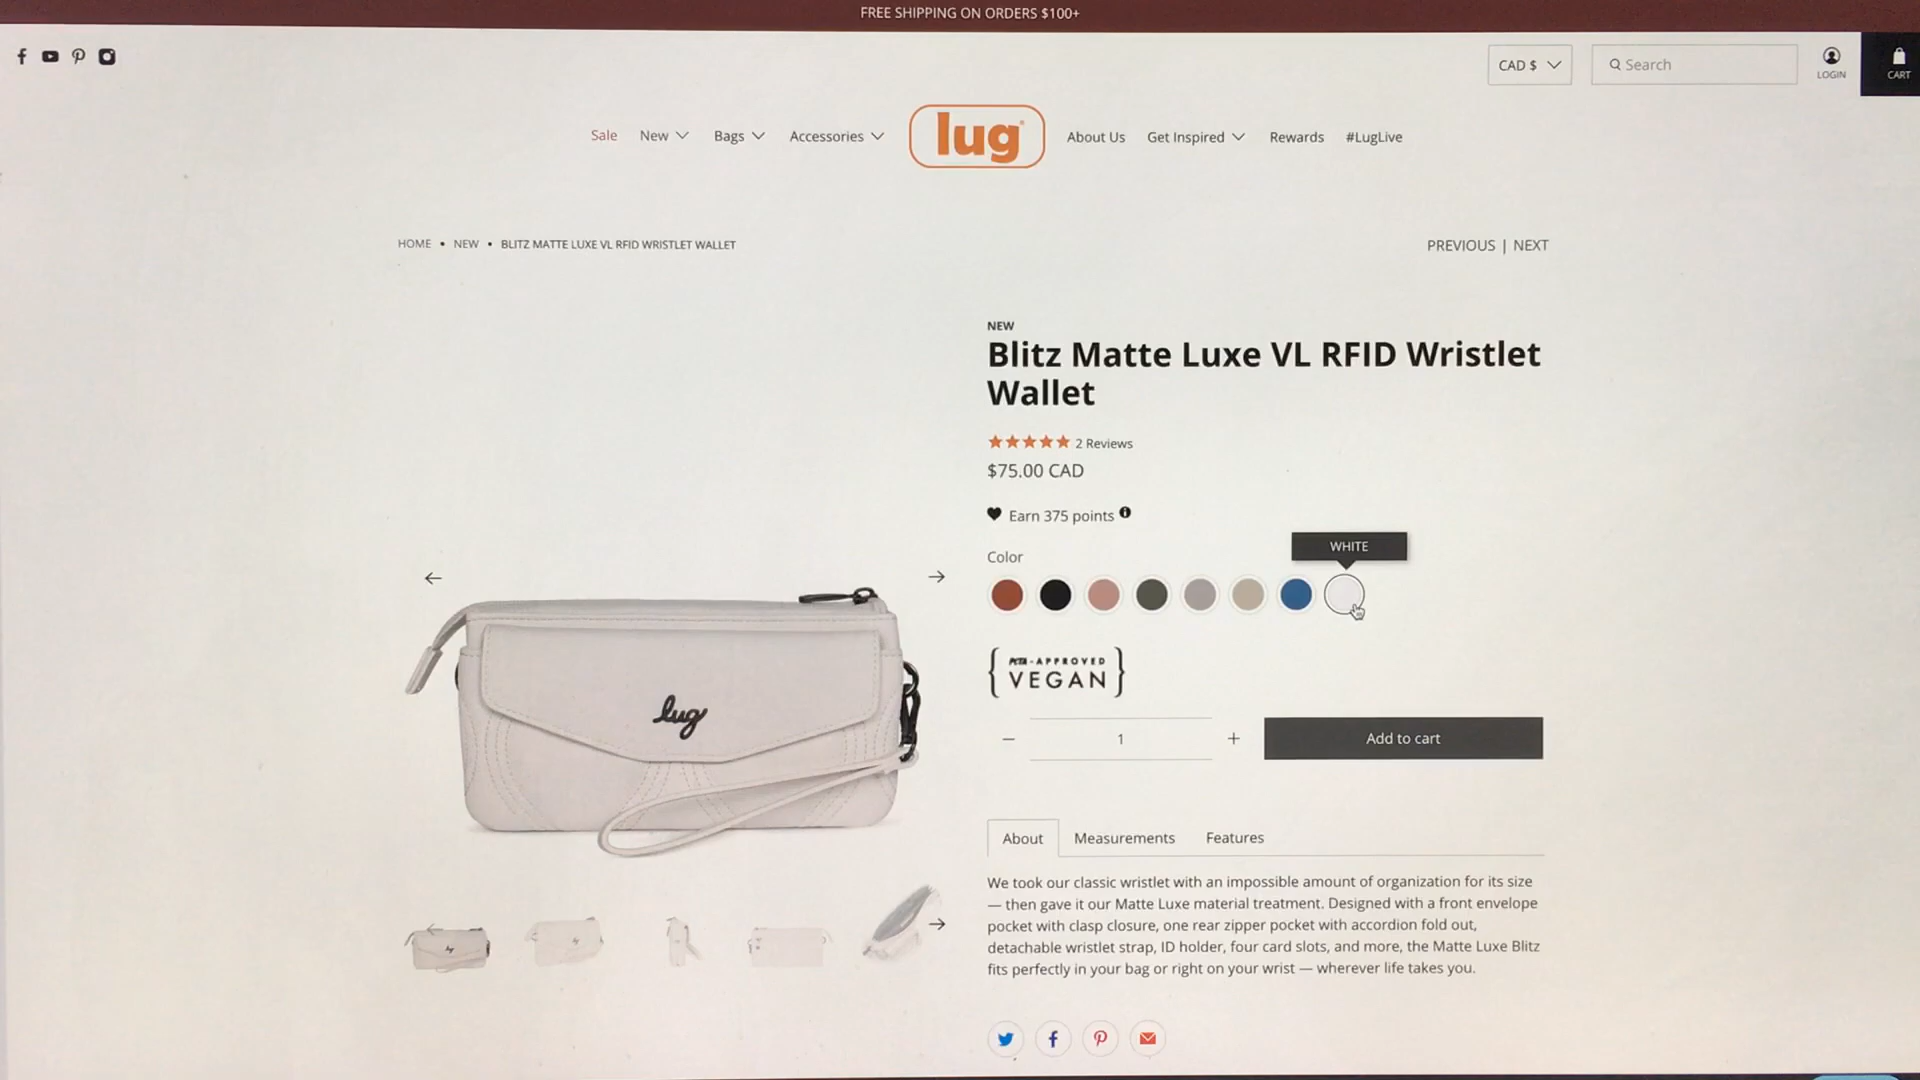 FREE SHIPPING ON ORDERS $100+
CAD $
Search
LOGIN
CART
Sale
New
Bags
Accessories
lug
About Us
Get Inspired
Rewards
#LugLive
HOME • NEW • BLITZ MATTE LUXE VL RFID WRISTLET WALLET
PREVIOUS | NEXT
NEW
Blitz Matte Luxe VL RFID Wristlet
Wallet
2 Reviews
$75.00 CAD
Earn 375 points
Color
WHITE
PETA-APPROVED
VEGAN
lug
− 1 +
Add to cart
About
Measurements
Features
We took our classic wristlet with an impossible amount of organization for its size
— then gave it our Matte Luxe material treatment. Designed with a front envelope
pocket with clasp closure, one rear zipper pocket with accordion fold out,
detachable wristlet strap, ID holder, four card slots, and more, the Matte Luxe Blitz
fits perfectly in your bag or right on your wrist — wherever life takes you.